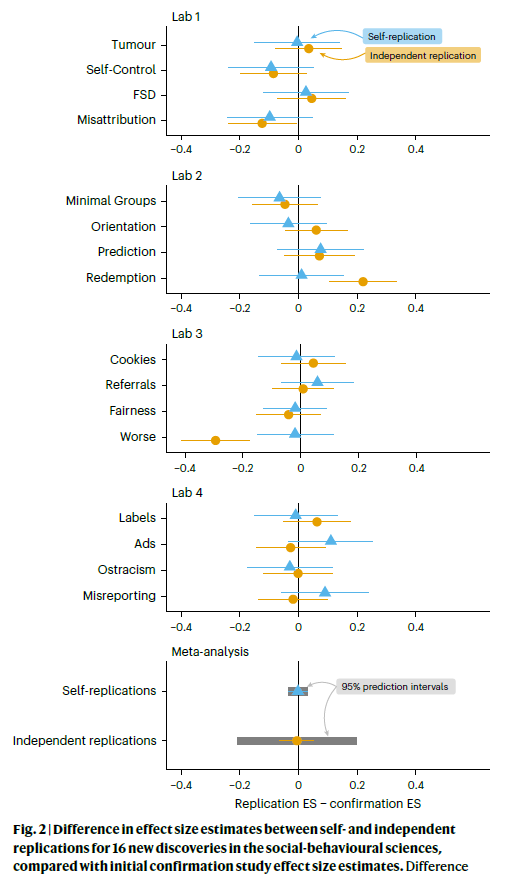 Lab 1
Self-replication
Independent replication
Tumour
Self-Control
FSD
Misattribution
−0.4 −0.2 0 0.2 0.4
Lab 2
Minimal Groups
Orientation
Prediction
Redemption
−0.4 −0.2 0 0.2 0.4
Lab 3
Cookies
Referrals
Fairness
Worse
−0.4 −0.2 0 0.2 0.4
Lab 4
Labels
Ads
Ostracism
Misreporting
−0.4 −0.2 0 0.2 0.4
Meta-analysis
Self-replications
95% prediction intervals
Independent replications
−0.4 −0.2 0 0.2 0.4
Replication ES − confirmation ES
Fig. 2 | Difference in effect size estimates between self- and independent
replications for 16 new discoveries in the social-behavioural sciences,
compared with initial confirmation study effect size estimates. Difference